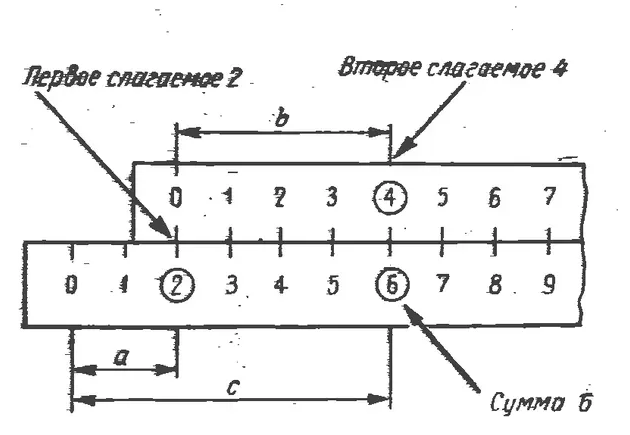 Первое слагаемое 2
Второе слагаемое 4
b
0 1 2 3 4 5 6 7
0 1 2 3 4 5 6 7 8 9
a
c
Сумма 6